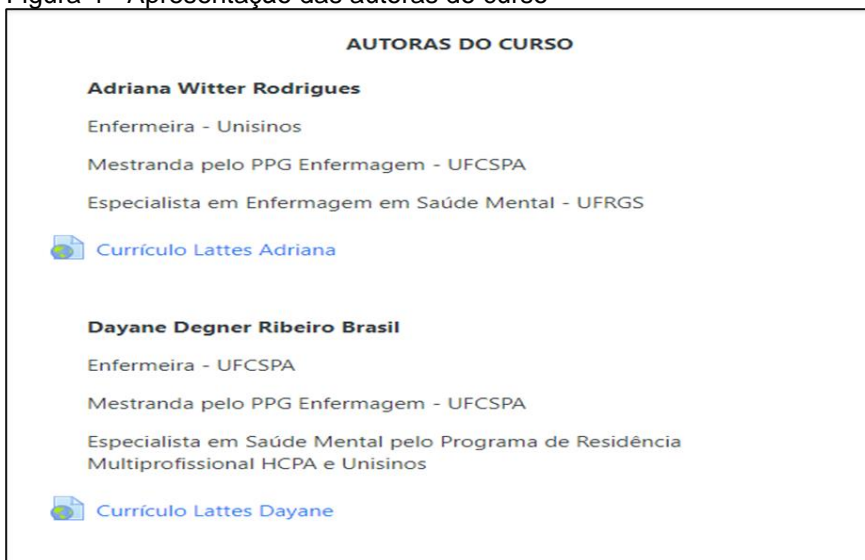 AUTORAS DO CURSO
Adriana Witter Rodrigues
Enfermeira - Unisinos
Mestranda pelo PPG Enfermagem - UFCSPA
Especialista em Enfermagem em Saúde Mental - UFRGS
Currículo Lattes Adriana
Dayane Degner Ribeiro Brasil
Enfermeira - UFCSPA
Mestranda pelo PPG Enfermagem - UFCSPA
Especialista em Saúde Mental pelo Programa de Residência
Multiprofissional HCPA e Unisinos
Currículo Lattes Dayane